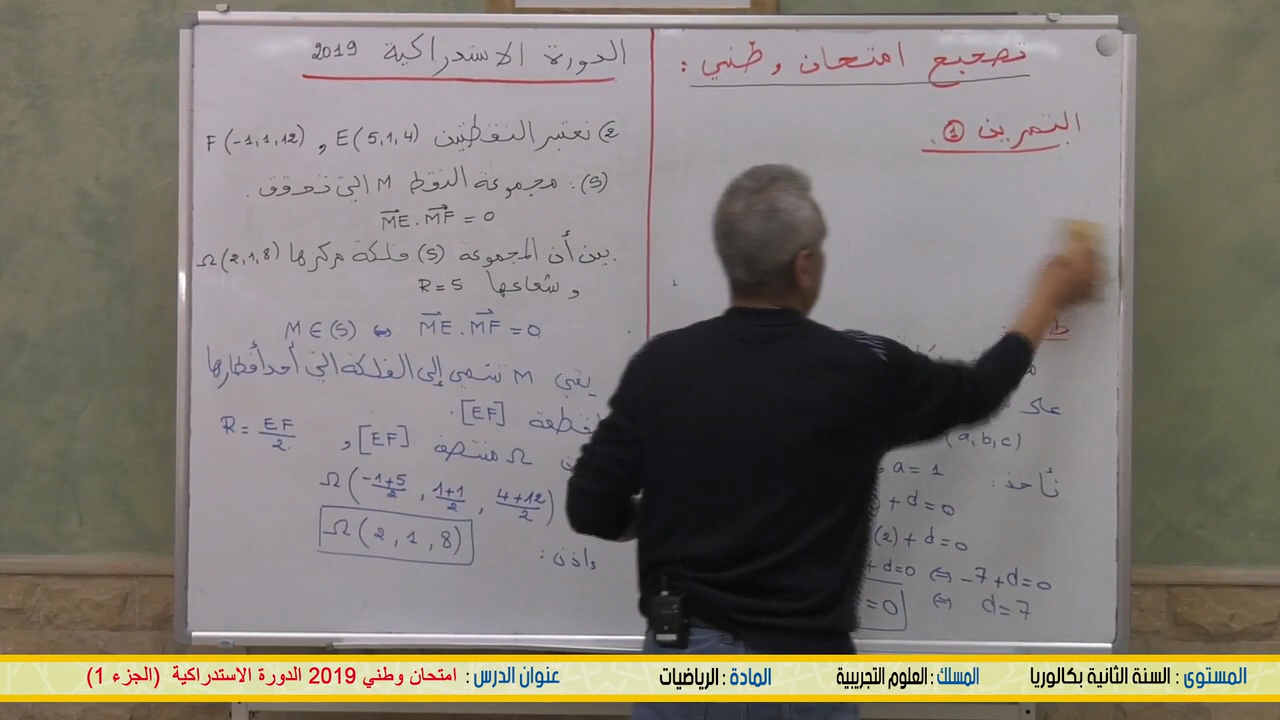 تصحيح امتحان وطني :
التمرين ①.
على
(a, b, c)
نأخذ : a = 1
+ d = 0
(2) + d = 0
+ d = 0 ⇔ -7 + d = 0
= 0 ⇔ d = 7
الدورة الاستدراكية 2019
2) نعتبر النقطتين E(5,1,4) , F(-1,1,12)
(S) : مجموعة النقط M التي تحقق :
ME . MF = 0
بين أن المجموعة (S) فلكة مركزها Ω(2,1,8)
و شعاعها R = 5
M ∈ (S) ⇔ ME . MF = 0
يعني M تنتمي إلى الفلكة التي أحد أقطارها
[EF].
Ω منتصف [EF] , R = EF/2
Ω( -1+5/2 , 1+1/2 , 4+12/2 )
Ω( 2 , 1 , 8 )
إذن :
المستوى : السنة الثانية بكالوريا المسلك : العلوم التجريبية المادة : الرياضيات عنوان الدرس : امتحان وطني 2019 الدورة الاستدراكية (الجزء 1)